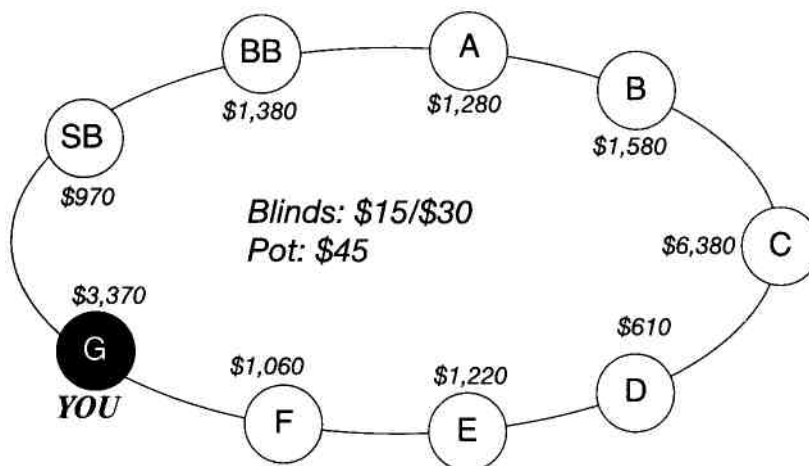 BB
A
$1,380
$1,280
B
$1,580
SB
$970
Blinds: $15/$30
Pot: $45
C
$6,380
$3,370
G
YOU
$1,060
F
$1,220
E
$610
D